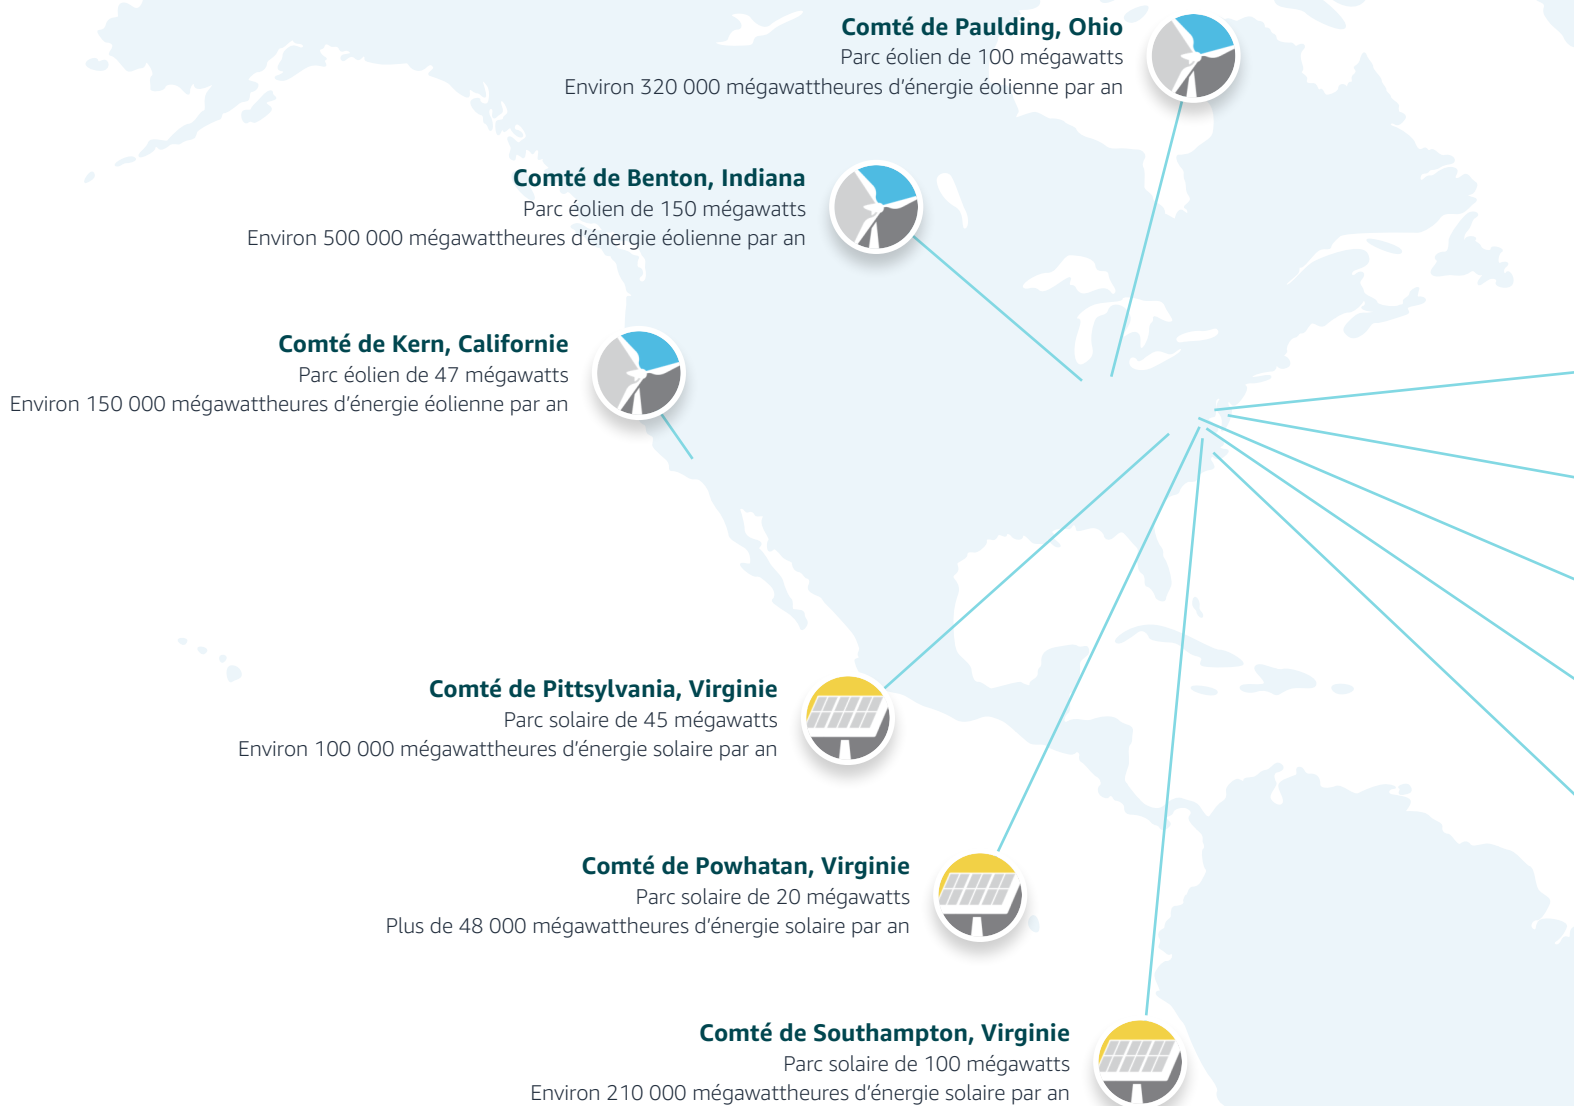 Comté de Paulding, Ohio
Parc éolien de 100 mégawatts
Environ 320 000 mégawattheures d'énergie éolienne par an
Comté de Benton, Indiana
Parc éolien de 150 mégawatts
Environ 500 000 mégawattheures d'énergie éolienne par an
Comté de Kern, Californie
Parc éolien de 47 mégawatts
Environ 150 000 mégawattheures d'énergie éolienne par an
Comté de Pittsylvania, Virginie
Parc solaire de 45 mégawatts
Environ 100 000 mégawattheures d'énergie solaire par an
Comté de Powhatan, Virginie
Parc solaire de 20 mégawatts
Plus de 48 000 mégawattheures d'énergie solaire par an
Comté de Southampton, Virginie
Parc solaire de 100 mégawatts
Environ 210 000 mégawattheures d'énergie solaire par an